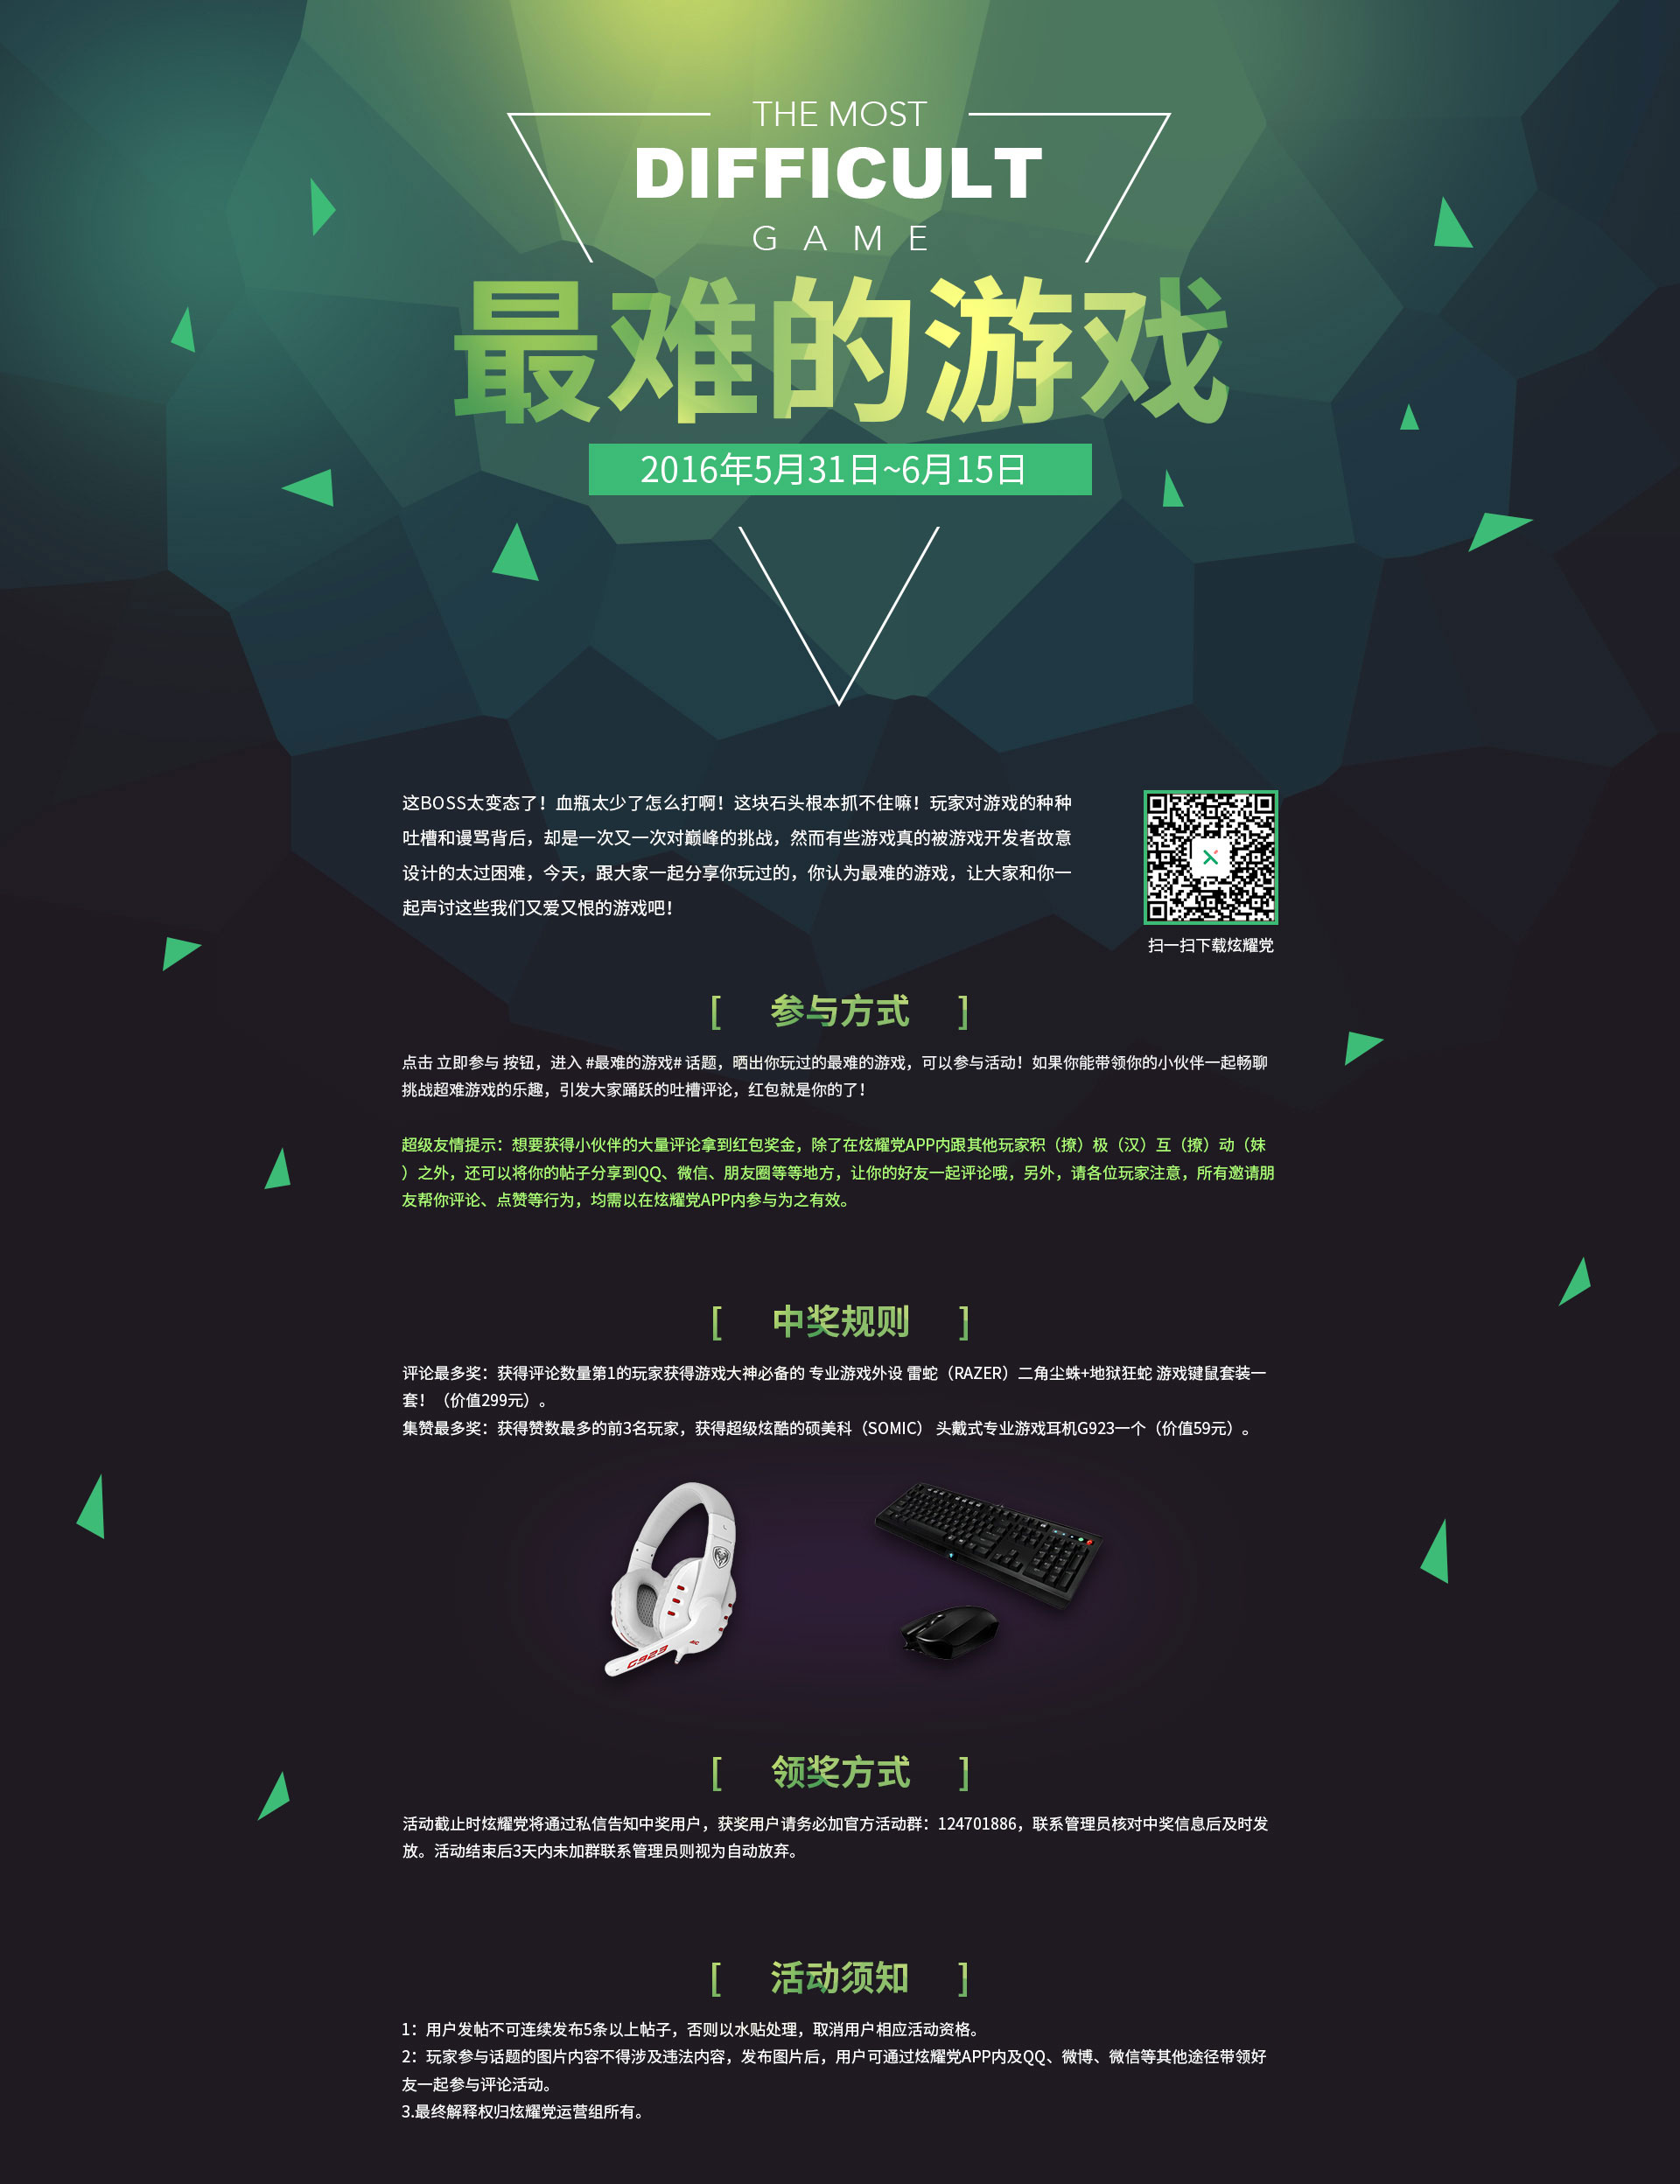 THE MOST
DIFFICULT
GAME
最难的游戏
2016年5月31日~6月15日
这BOSS太变态了！血瓶太少了怎么打啊！这块石头根本抓不住嘛！玩家对游戏的种种
吐槽和谩骂背后，却是一次又一次对巅峰的挑战，然而有些游戏真的被游戏开发者故意
设计的太过困难，今天，跟大家一起分享你玩过的，你认为最难的游戏，让大家和你一
起声讨这些我们又爱又恨的游戏吧！
扫一扫下载炫耀党
[ 参与方式 ]
点击 立即参与 按钮，进入 #最难的游戏# 话题，晒出你玩过的最难的游戏，可以参与活动！如果你能带领你的小伙伴一起畅聊
挑战超难游戏的乐趣，引发大家踊跃的吐槽评论，红包就是你的了！
超级友情提示：想要获得小伙伴的大量评论拿到红包奖金，除了在炫耀党APP内跟其他玩家积（撩）极（汉）互（撩）动（妹
）之外，还可以将你的帖子分享到QQ、微信、朋友圈等等地方，让你的好友一起评论哦，另外，请各位玩家注意，所有邀请朋
友帮你评论、点赞等行为，均需以在炫耀党APP内参与为之有效。
[ 中奖规则 ]
评论最多奖：获得评论数量第1的玩家获得游戏大神必备的 专业游戏外设 雷蛇（RAZER）二角尘蛛+地狱狂蛇 游戏键鼠套装一
套！（价值299元）。
集赞最多奖：获得赞数最多的前3名玩家，获得超级炫酷的硕美科（SOMIC） 头戴式专业游戏耳机G923一个（价值59元）。
G923
[ 领奖方式 ]
活动截止时炫耀党将通过私信告知中奖用户，获奖用户请务必加官方活动群：124701886，联系管理员核对中奖信息后及时发
放。活动结束后3天内未加群联系管理员则视为自动放弃。
[ 活动须知 ]
1：用户发帖不可连续发布5条以上帖子，否则以水贴处理，取消用户相应活动资格。
2：玩家参与话题的图片内容不得涉及违法内容，发布图片后，用户可通过炫耀党APP内及QQ、微博、微信等其他途径带领好
友一起参与评论活动。
3.最终解释权归炫耀党运营组所有。